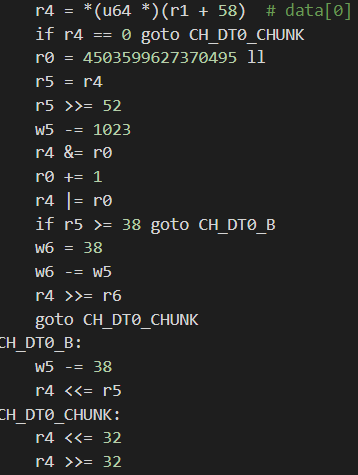 r4 = *(u64 *)(r1 + 58)  # data[0]
if r4 == 0 goto CH_DT0_CHUNK
r0 = 4503599627370495 ll
r5 = r4
r5 >>= 52
w5 -= 1023
r4 &= r0
r0 += 1
r4 |= r0
if r5 >= 38 goto CH_DT0_B
w6 = 38
w6 -= w5
r4 >>= r6
goto CH_DT0_CHUNK
CH_DT0_B:
w5 -= 38
r4 <<= r5
CH_DT0_CHUNK:
r4 <<= 32
r4 >>= 32